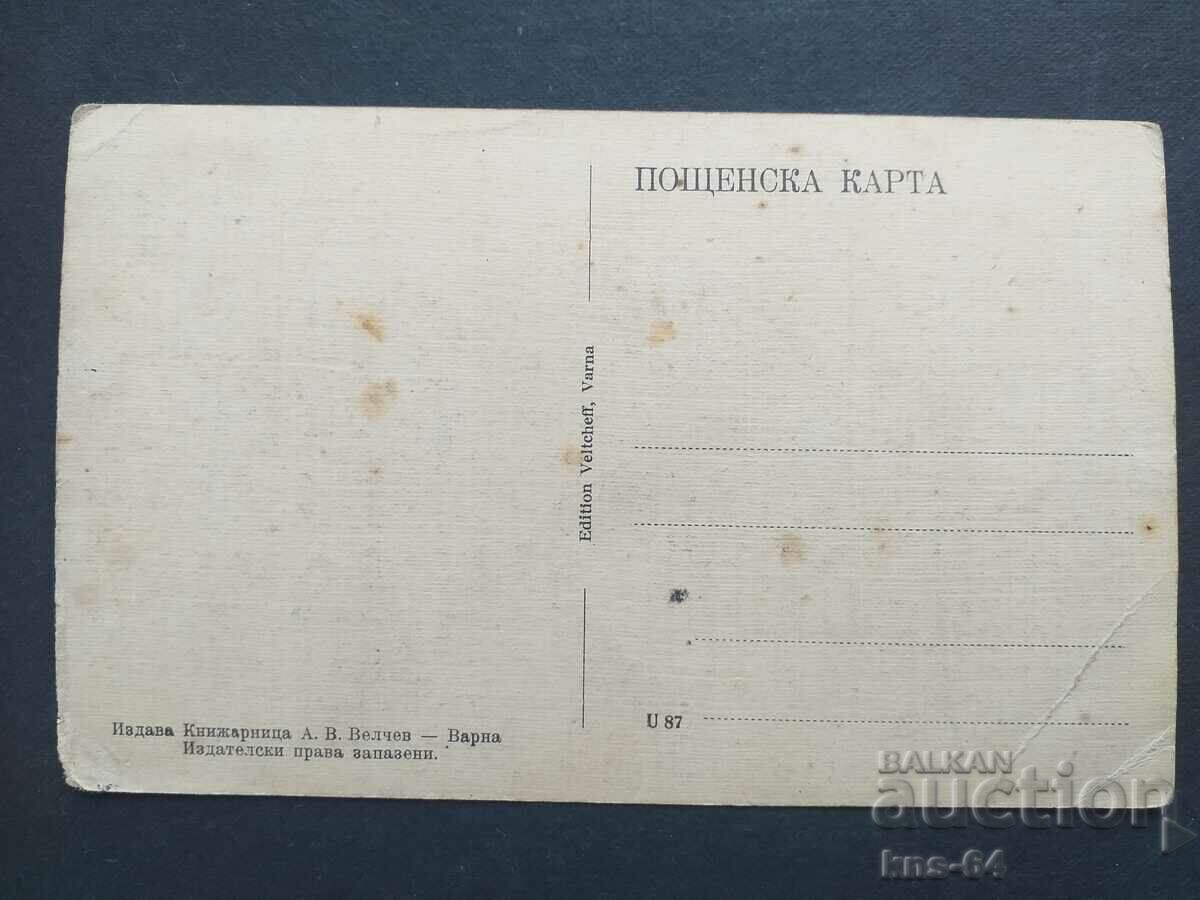 ПОЩЕНСКА КАРТА
Edition Veltcheff, Varna
U 87
Издава Книжарница А. В. Велчев — Варна
Издателски права запазени.
BALKAN
auction
kns-64